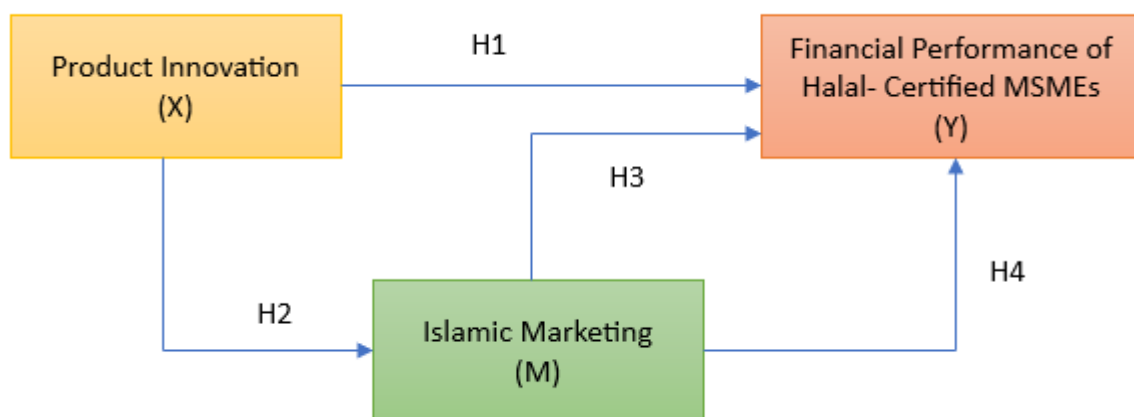 Product Innovation
(X)
H1
Financial Performance of
Halal- Certified MSMEs
(Y)
H3
H2
H4
Islamic Marketing
(M)